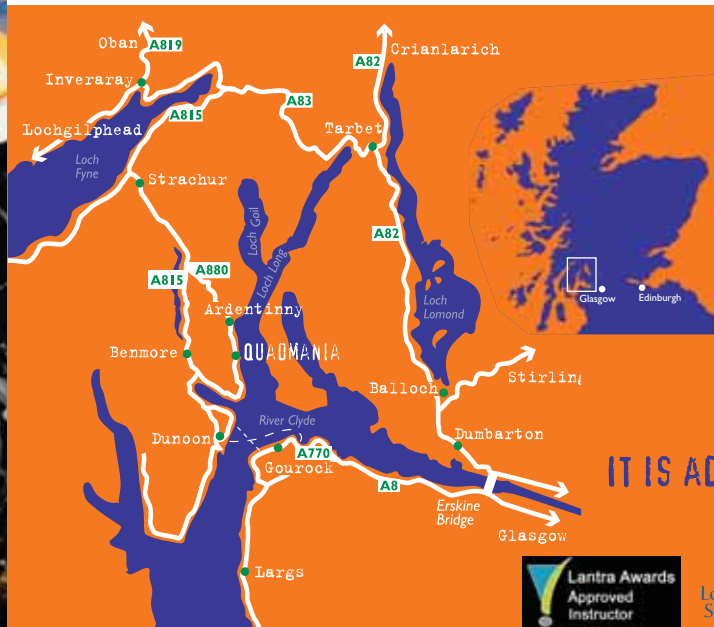 Oban
A819
A82
Crianlarich
Inveraray
A83
A815
Lochgilphead
Tarbet
Loch
Fyne
Strachur
Loch Goil
Loch Long
A82
A880
A815
Ardentinny
Loch
Lomond
Glasgow
Edinburgh
Benmore
QUADMANIA
Balloch
Stirling
River Clyde
Dunoon
Dumbarton
A770
Gourock
A8
IT IS AD
Erskine
Bridge
Glasgow
Largs
Lantra Awards
Approved
Instructor